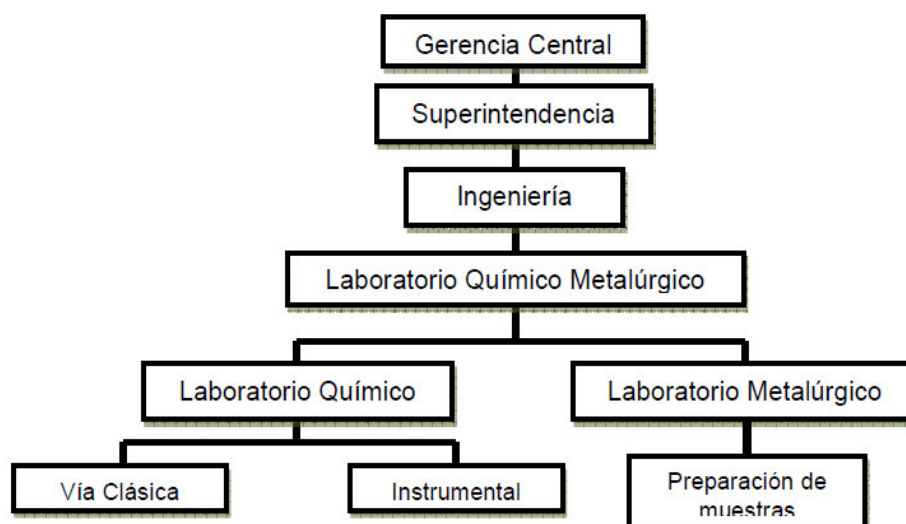 Gerencia Central
Superintendencia
Ingeniería
Laboratorio Químico Metalúrgico
Laboratorio Químico
Laboratorio Metalúrgico
Vía Clásica
Instrumental
Preparación de
muestras